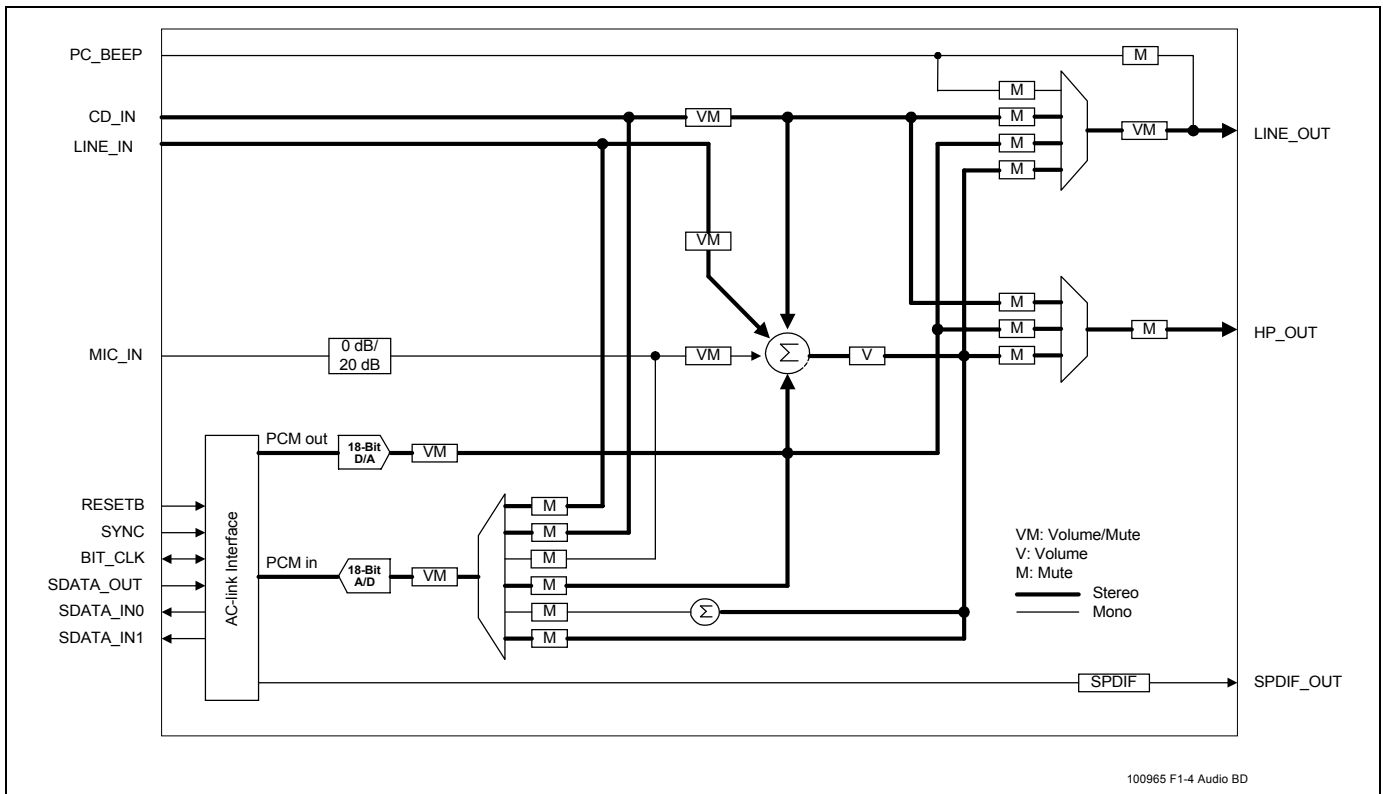 PC_BEEP
M
M
CD_IN
VM
M
VM
LINE_OUT
LINE_IN
M
M
VM
M
M
HP_OUT
MIC_IN
0 dB/
20 dB
VM
Σ
V
M
PCM out
18-Bit
D/A
VM
AC-link Interface
RESETB
M
SYNC
M
BIT_CLK
M
PCM in
18-Bit
A/D
VM
SDATA_OUT
M
SDATA_IN0
M
Σ
SDATA_IN1
M
VM: Volume/Mute
V: Volume
M: Mute
Stereo
Mono
SPDIF
SPDIF_OUT
100965 F1-4 Audio BD